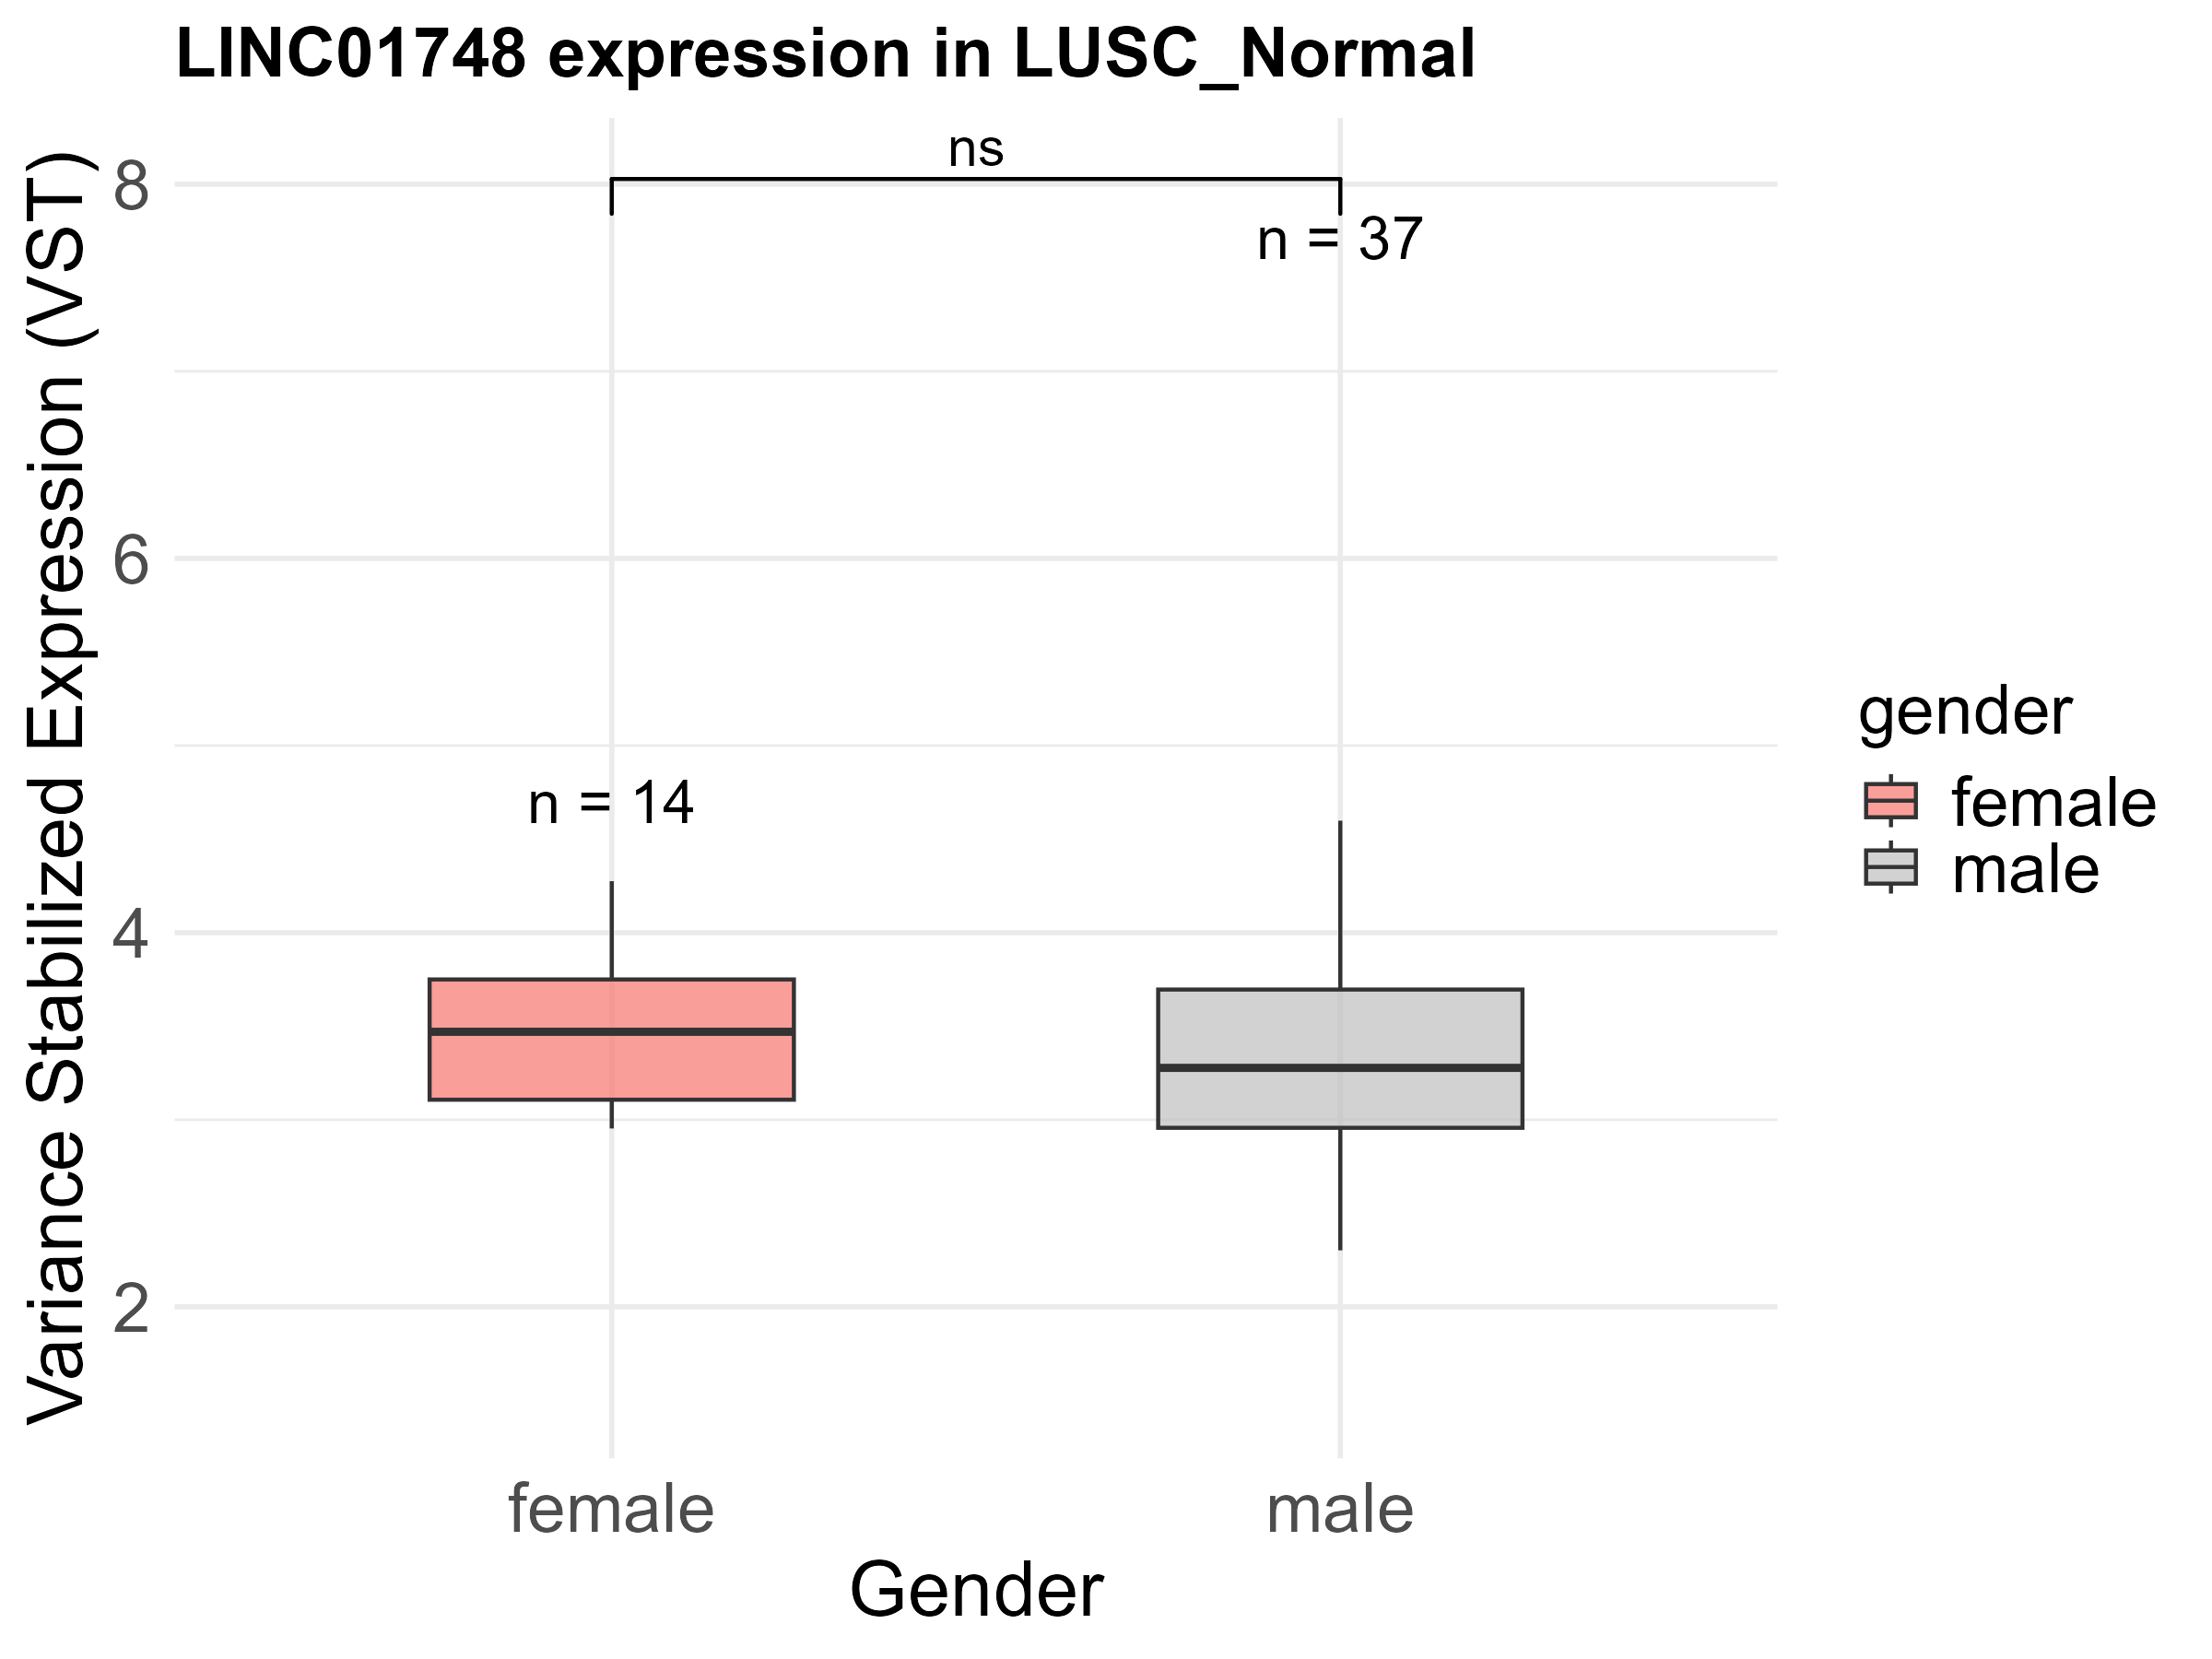 LINC01748 expression in LUSC_Normal
Variance Stabilized Expression (VST)
8
6
4
2
ns
n = 37
n = 14
female
male
Gender
gender
female
male